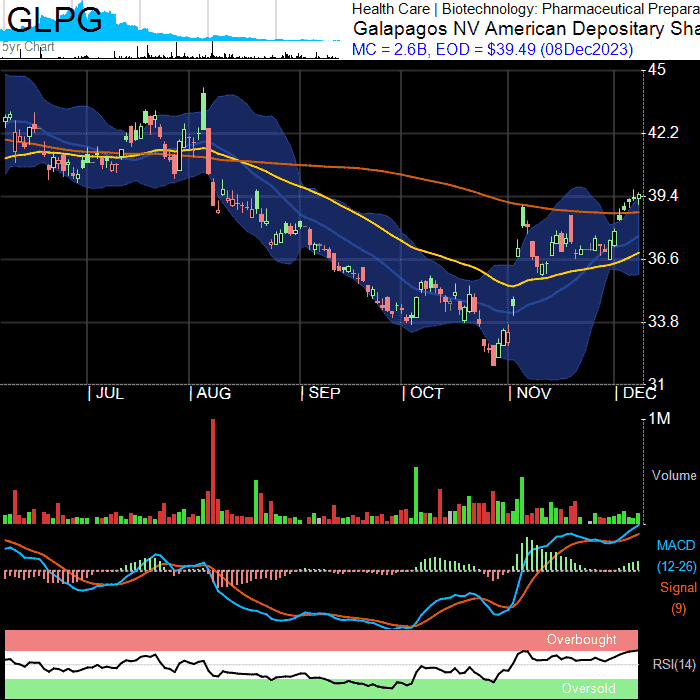 GLPG
5yr Chart
Health Care | Biotechnology: Pharmaceutical Prepara
Galapagos NV American Depositary Sha
MC = 2.6B, EOD = $39.49 (08Dec2023)
45
42.2
39.4
36.6
33.8
31
JUL AUG SEP OCT NOV DEC
1M
Volume
MACD
(12-26)
Signal
(9)
Overbought
RSI(14)
Oversold